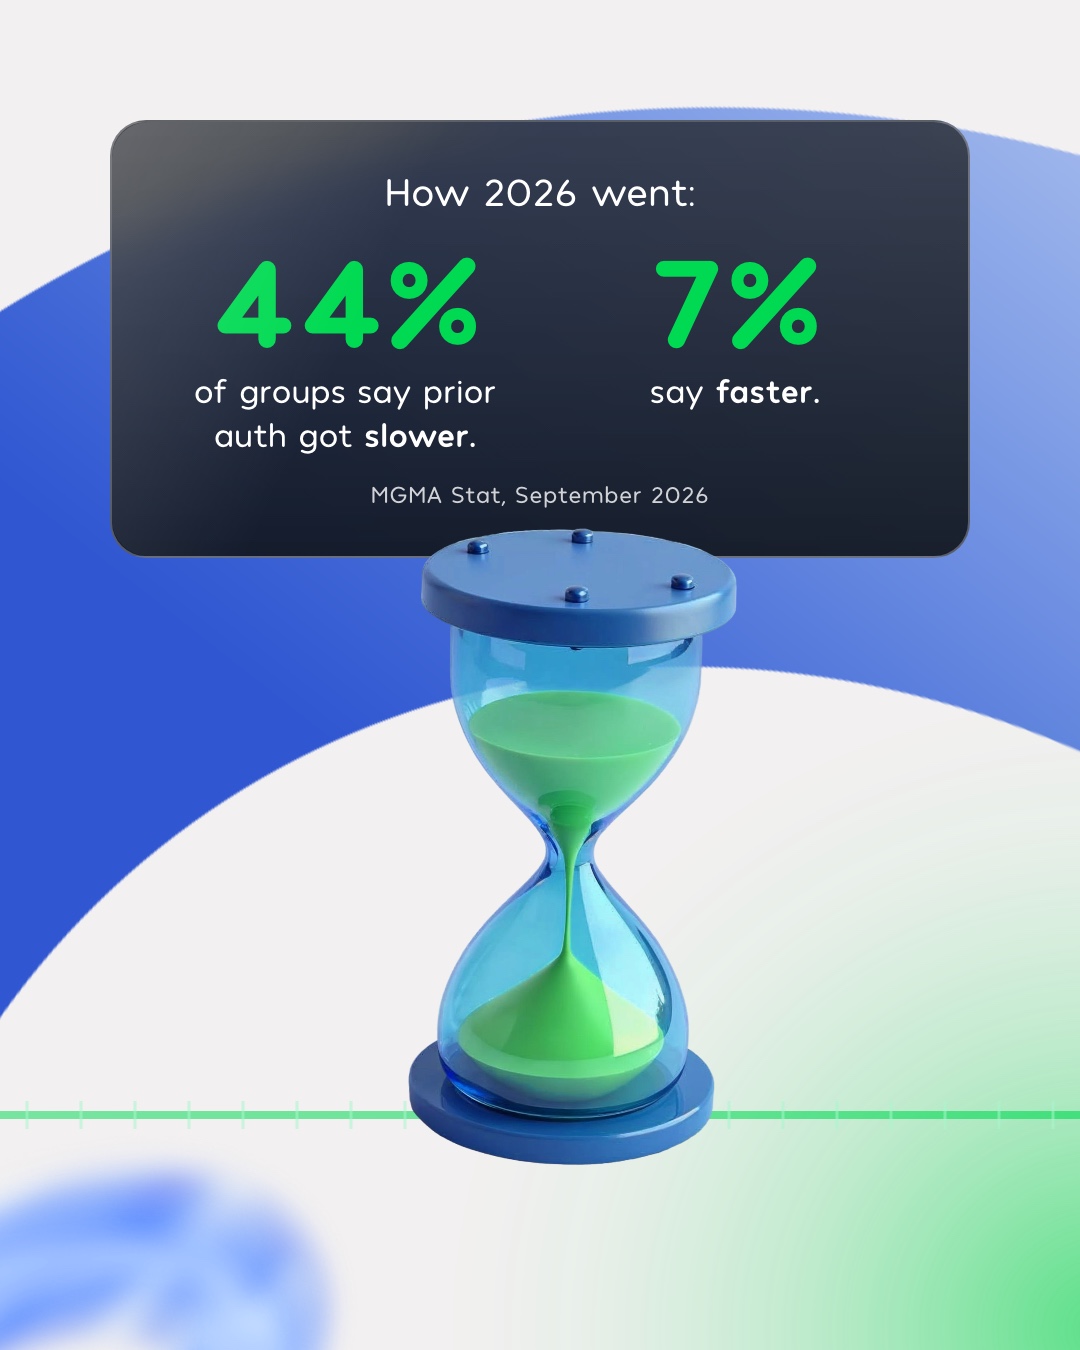 How 2026 went:
44%
of groups say prior
auth got slower.
7%
say faster.
MGMA Stat, September 2026